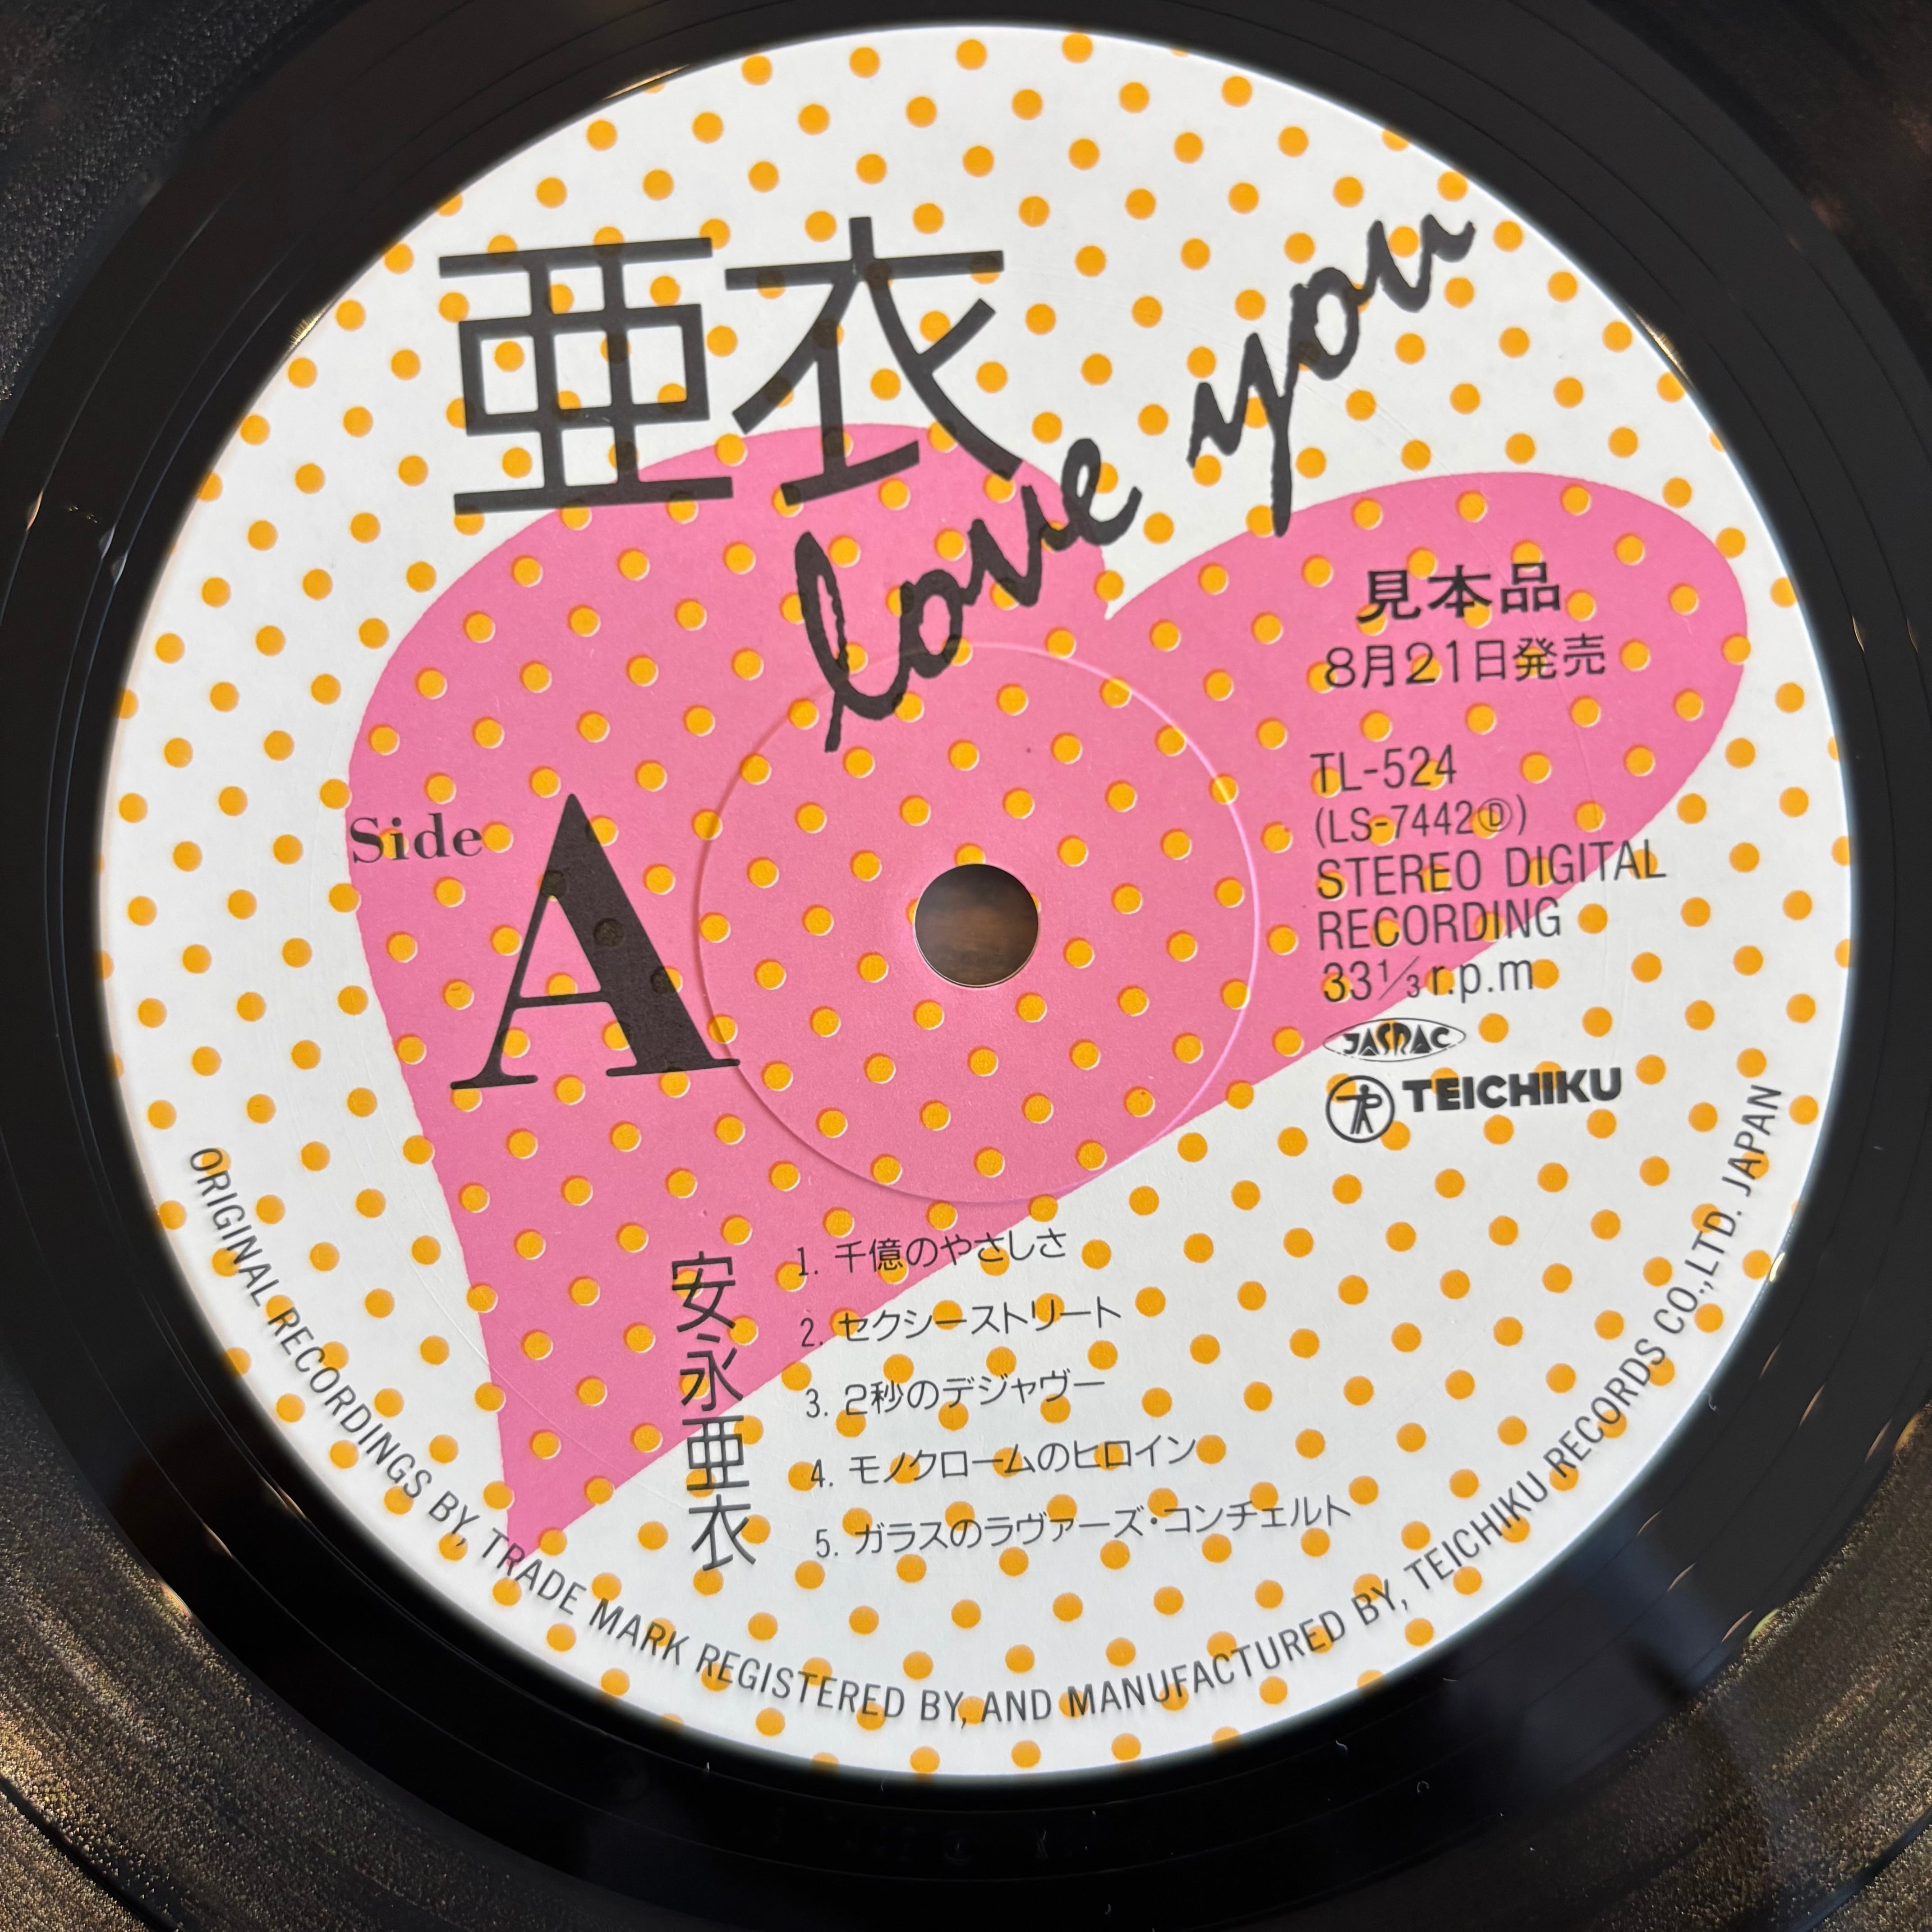 亜衣
love you
見本品
8月21日発売
TL-524
(LS-7442Ⓓ)
STEREO DIGITAL
RECORDING
33 1/3 r.p.m
JASRAC
TEICHIKU
Side
A
安永亜衣
1. 千億のやさしさ
2. セクシーストリート
3. 2秒のデジャヴー
4. モノクロームのヒロイン
5. ガラスのラヴァーズ・コンチェルト
ORIGINAL RECORDINGS BY, TRADE MARK REGISTERED BY, AND MANUFACTURED BY, TEICHIKU RECORDS CO.,LTD. JAPAN